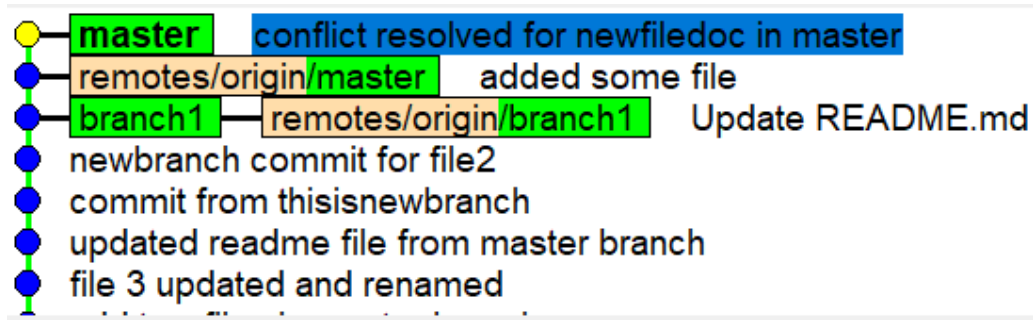 master conflict resolved for newfiledoc in master
remotes/origin/master added some file
branch1 remotes/origin/branch1 Update README.md
newbranch commit for file2
commit from thisisnewbranch
updated readme file from master branch
file 3 updated and renamed